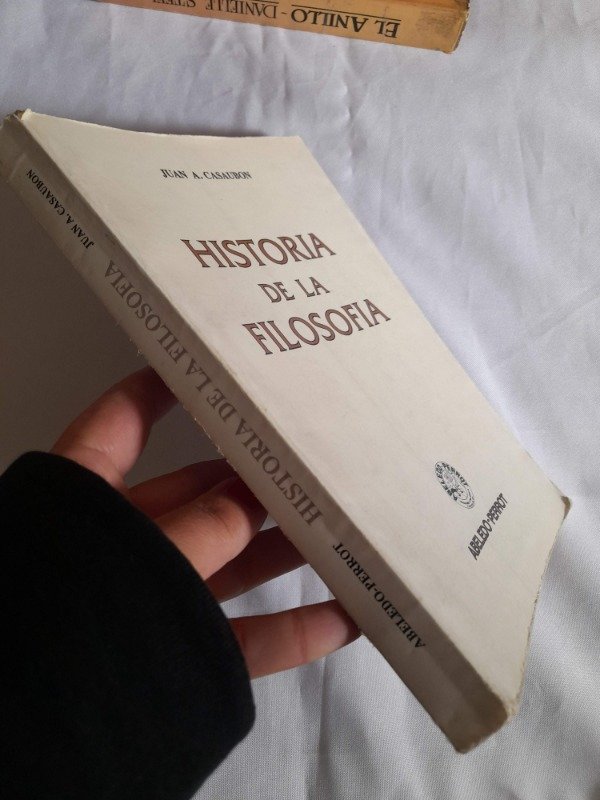 EL ANILLO - DANIELLE STE
JUAN A. CASAUBON
HISTORIA
DE LA
FILOSOFIA
ABELEDO-PERROT
JUAN A. CASAUBON
HISTORIA DE LA FILOSOFIA
ABELEDO-PERROT